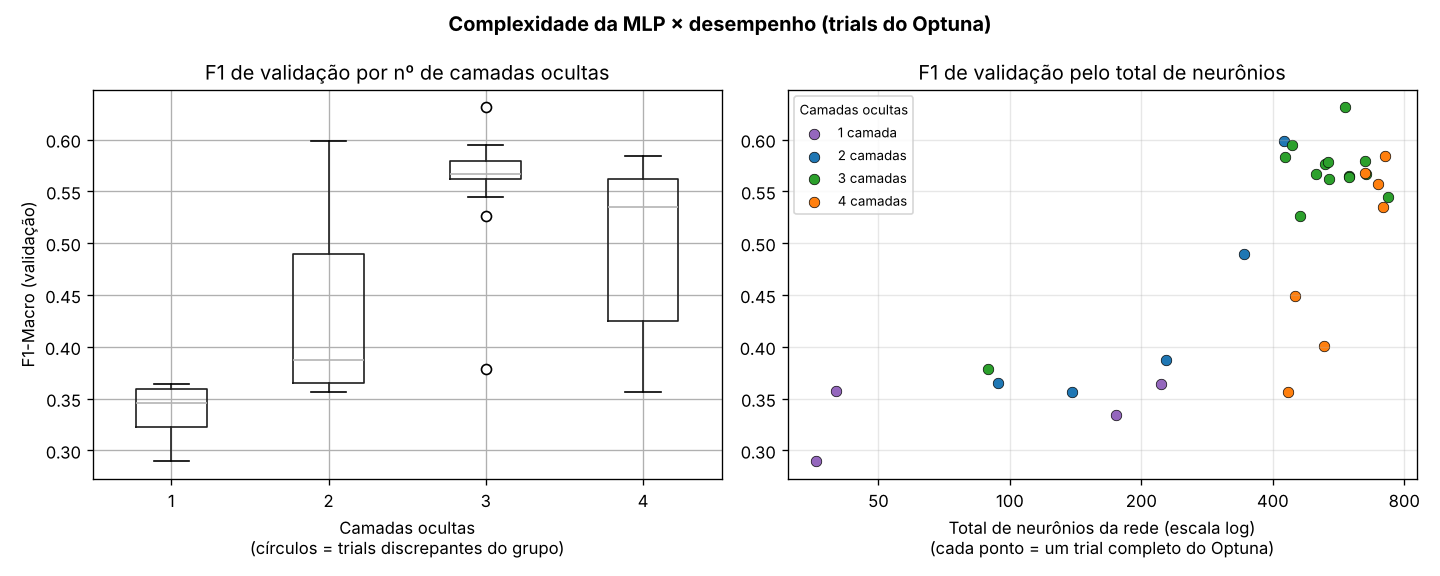 Complexidade da MLP × desempenho (trials do Optuna)
F1 de validação por nº de camadas ocultas
F1-Macro (validação)
0.60
0.55
0.50
0.45
0.40
0.35
0.30
1 2 3 4
Camadas ocultas
(círculos = trials discrepantes do grupo)
F1 de validação pelo total de neurônios
Camadas ocultas
1 camada
2 camadas
3 camadas
4 camadas
0.60
0.55
0.50
0.45
0.40
0.35
0.30
50 100 200 400 800
Total de neurônios da rede (escala log)
(cada ponto = um trial completo do Optuna)